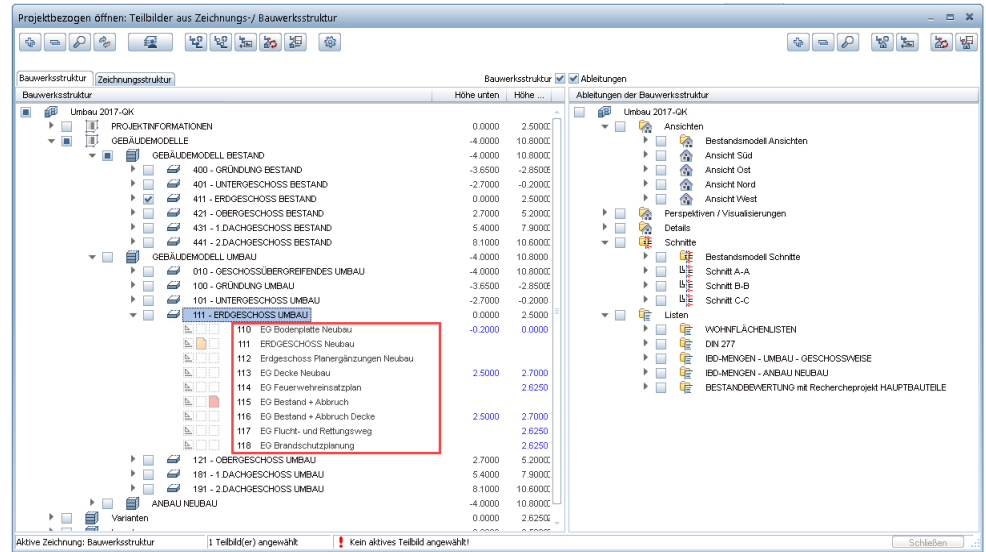 Projektbezogen öffnen: Teilbilder aus Zeichnungs-/ Bauwerksstruktur
Bauwerksstruktur Zeichnungsstruktur Bauwerksstruktur Ableitungen
Bauwerksstruktur Höhe unten Höhe ...
Umbau 2017-QK
PROJEKTINFORMATIONEN 0.0000 2.5000
GEBÄUDEMODELLE -4.0000 10.8000
GEBÄUDEMODELL BESTAND -4.0000 10.8000
400 - GRÜNDUNG BESTAND -3.6500 -2.8500
401 - UNTERGESCHOSS BESTAND -2.7000 -0.2000
411 - ERDGESCHOSS BESTAND 0.0000 2.5000
421 - OBERGESCHOSS BESTAND 2.7000 5.2000
431 - 1.DACHGESCHOSS BESTAND 5.4000 7.9000
441 - 2.DACHGESCHOSS BESTAND 8.1000 10.6000
GEBÄUDEMODELL UMBAU -4.0000 10.8000
010 - GESCHOSSÜBERGREIFENDES UMBAU -4.0000 10.8000
100 - GRÜNDUNG UMBAU -3.6500 -2.8500
101 - UNTERGESCHOSS UMBAU -2.7000 -0.2000
111 - ERDGESCHOSS UMBAU 0.0000 2.5000
110 EG Bodenplatte Neubau -0.2000 0.0000
111 ERDGESCHOSS Neubau
112 Erdgeschoss Planergänzungen Neubau
113 EG Decke Neubau 2.5000 2.7000
114 EG Feuerwehreinsatzplan 2.6250
115 EG Bestand + Abbruch
116 EG Bestand + Abbruch Decke 2.5000 2.7000
117 EG Flucht- und Rettungsweg 2.6250
118 EG Brandschutzplanung 2.6250
121 - OBERGESCHOSS UMBAU 2.7000 5.2000
181 - 1.DACHGESCHOSS UMBAU 5.4000 7.9000
191 - 2.DACHGESCHOSS UMBAU 8.1000 10.6000
ANBAU NEUBAU -4.0000 10.8000
Varianten 0.0000 2.6250
Ableitungen der Bauwerksstruktur
Umbau 2017-QK
Ansichten
Bestandsmodell Ansichten
Ansicht Süd
Ansicht Ost
Ansicht Nord
Ansicht West
Perspektiven / Visualisierungen
Details
Schnitte
Bestandsmodell Schnitte
Schnitt A-A
Schnitt B-B
Schnitt C-C
Listen
WOHNFLÄCHENLISTEN
DIN 277
IBD-MENGEN - UMBAU - GESCHOSSWEISE
IBD-MENGEN - ANBAU NEUBAU
BESTANDBEWERTUNG mit Rechercheprojekt HAUPTBAUTEILE
Aktive Zeichnung: Bauwerksstruktur 1 Teilbild(er) angewählt Kein aktives Teilbild angewählt! Schließen